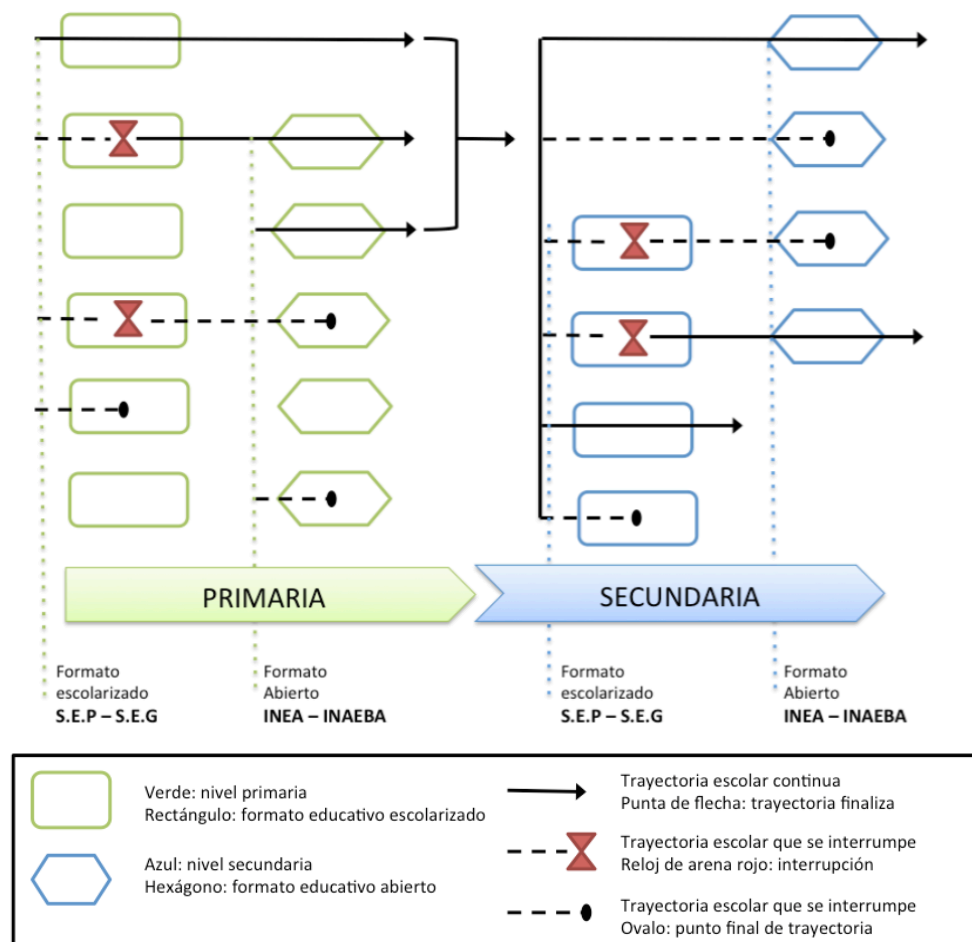 PRIMARIA
SECUNDARIA
Formato
escolarizado
S.E.P – S.E.G
Formato
Abierto
INEA – INAEBA
Formato
escolarizado
S.E.P – S.E.G
Formato
Abierto
INEA – INAEBA
Verde: nivel primaria
Rectángulo: formato educativo escolarizado
Azul: nivel secundaria
Hexágono: formato educativo abierto
Trayectoria escolar continua
Punta de flecha: trayectoria finaliza
Trayectoria escolar que se interrumpe
Reloj de arena rojo: interrupción
Trayectoria escolar que se interrumpe
Ovalo: punto final de trayectoria